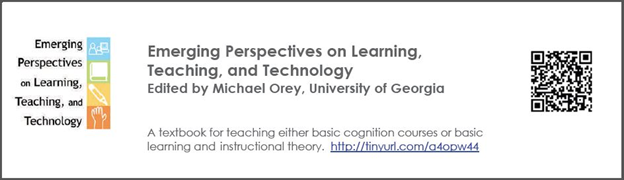 Emerging
Perspectives
on Learning,
Teaching, and
Technology
Emerging Perspectives on Learning,
Teaching, and Technology
Edited by Michael Orey, University of Georgia
A textbook for teaching either basic cognition courses or basic
learning and instructional theory. http://tinyurl.com/a4opw44